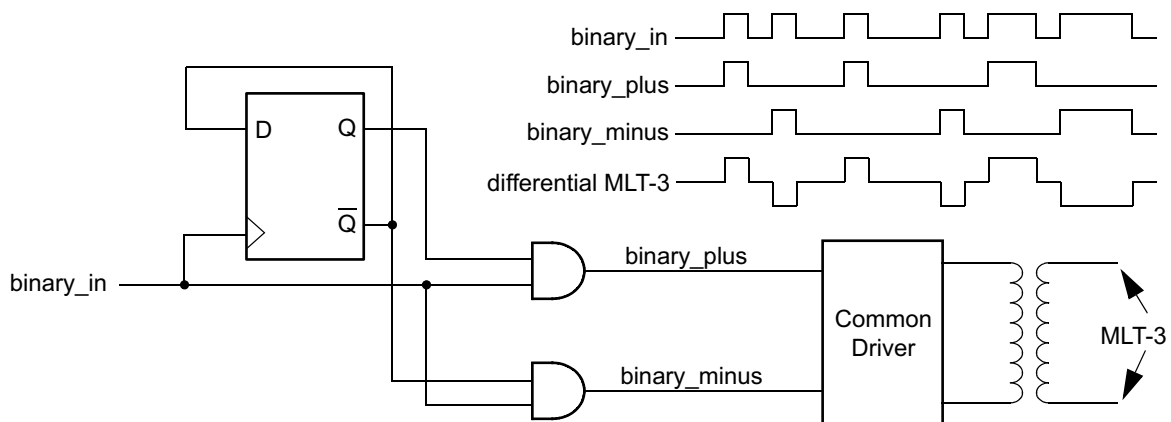 binary_in
binary_plus
binary_minus
differential MLT-3
D Q
Q̅
binary_in
binary_plus
binary_minus
Common
Driver
MLT-3